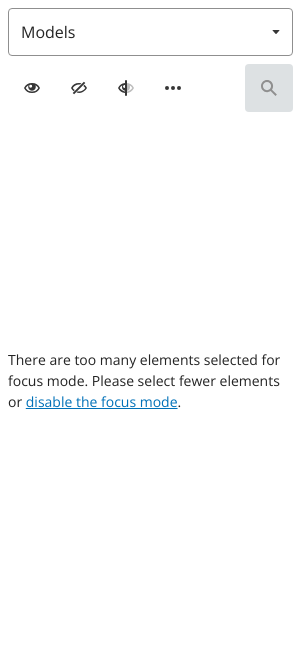 Models
There are too many elements selected for
focus mode. Please select fewer elements
or disable the focus mode.